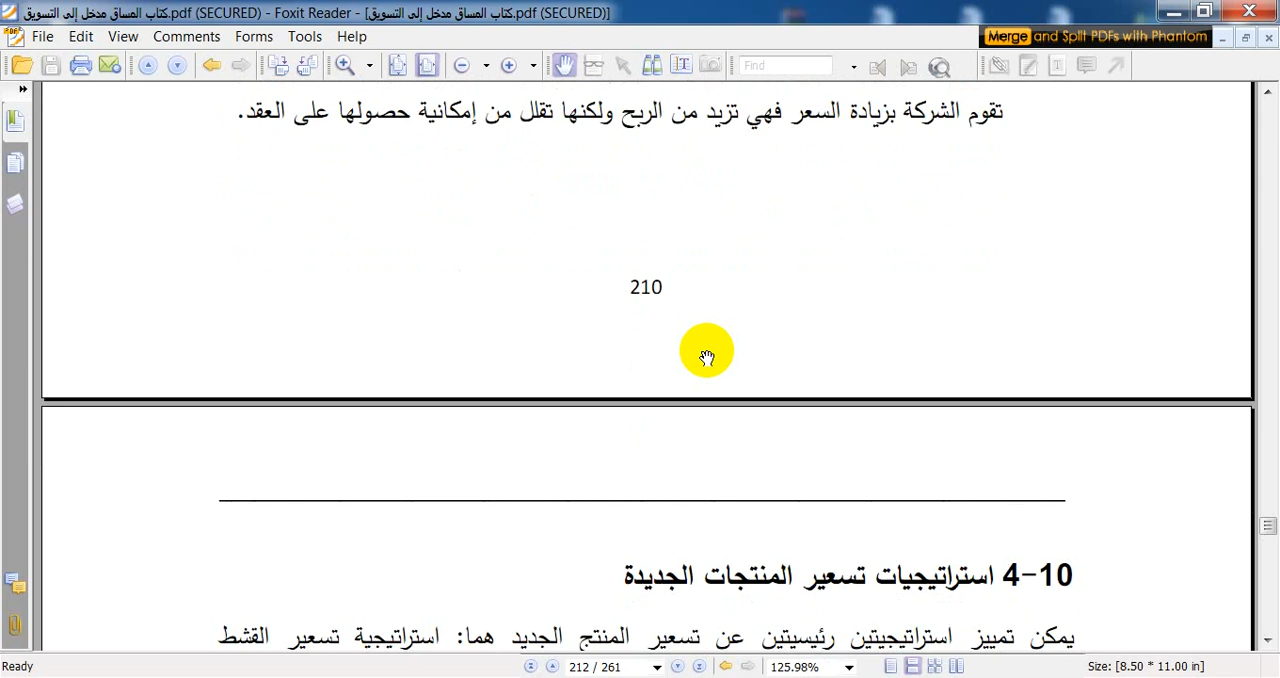 كتاب المساق مدخل إلى التسويق.pdf (SECURED) - Foxit Reader - [كتاب المساق مدخل إلى التسويق.pdf (SECURED)]
File Edit View Comments Forms Tools Help
Merge and Split PDFs with Phantom
Find
تقوم الشركة بزيادة السعر فهي تزيد من الربح ولكنها تقلل من إمكانية حصولها على العقد.
210
4-10 استراتيجيات تسعير المنتجات الجديدة
يمكن تمييز استراتيجيتين رئيسيتين عن تسعير المنتج الجديد هما: استراتيجية تسعير القشط
Ready
212 / 261
125.98%
Size: [8.50 * 11.00 in]